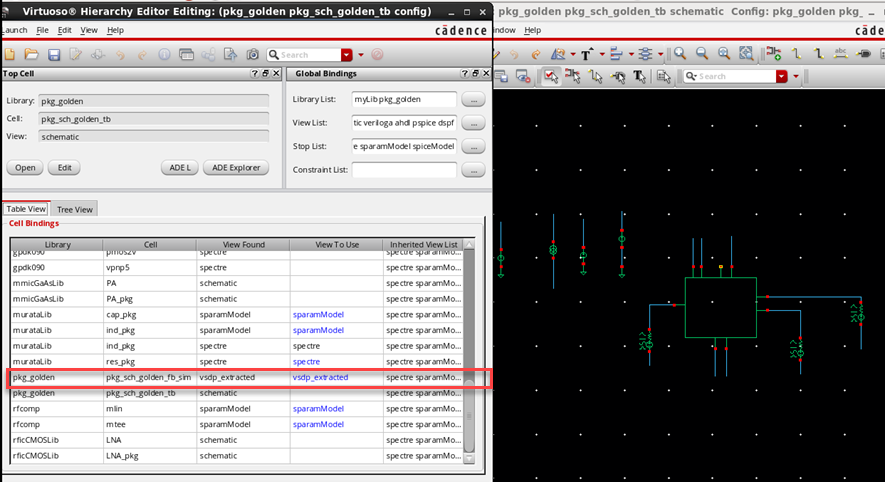 Virtuoso® Hierarchy Editor Editing: (pkg_golden pkg_sch_golden_tb config)
pkg_golden pkg_sch_golden_tb schematic Config: pkg_golden pkg_
Launch File Edit View Help
cādence
indow Help
cāde
Search
Search
Top Cell
Global Bindings
Library: pkg_golden
Cell: pkg_sch_golden_tb
View: schematic
Open Edit ADE L ADE Explorer
Library List: myLib pkg_golden ...
View List: tic veriloga ahdl pspice dspf ...
Stop List: e sparamModel spiceModel ...
Constraint List: ...
Table View Tree View
Cell Bindings
Library Cell View Found View To Use Inherited View List
gpdk090 pmos2v spectre spectre sparamMo...
gpdk090 vpnp5 spectre spectre sparamMo...
mmicGaAsLib PA schematic spectre sparamMo...
mmicGaAsLib PA_pkg schematic spectre sparamMo...
murataLib cap_pkg sparamModel sparamModel spectre sparamMo...
murataLib ind_pkg sparamModel sparamModel spectre sparamMo...
murataLib ind_pkg spectre spectre spectre sparamMo...
murataLib res_pkg spectre spectre spectre sparamMo...
pkg_golden pkg_sch_golden_fb_sim vsdp_extracted vsdp_extracted spectre sparamMo...
pkg_golden pkg_sch_golden_tb schematic spectre sparamMo...
rfcomp mlin sparamModel sparamModel spectre sparamMo...
rfcomp mtee sparamModel sparamModel spectre sparamMo...
rficCMOSLib LNA schematic spectre sparamMo...
rficCMOSLib LNA_pkg schematic spectre sparamMo...